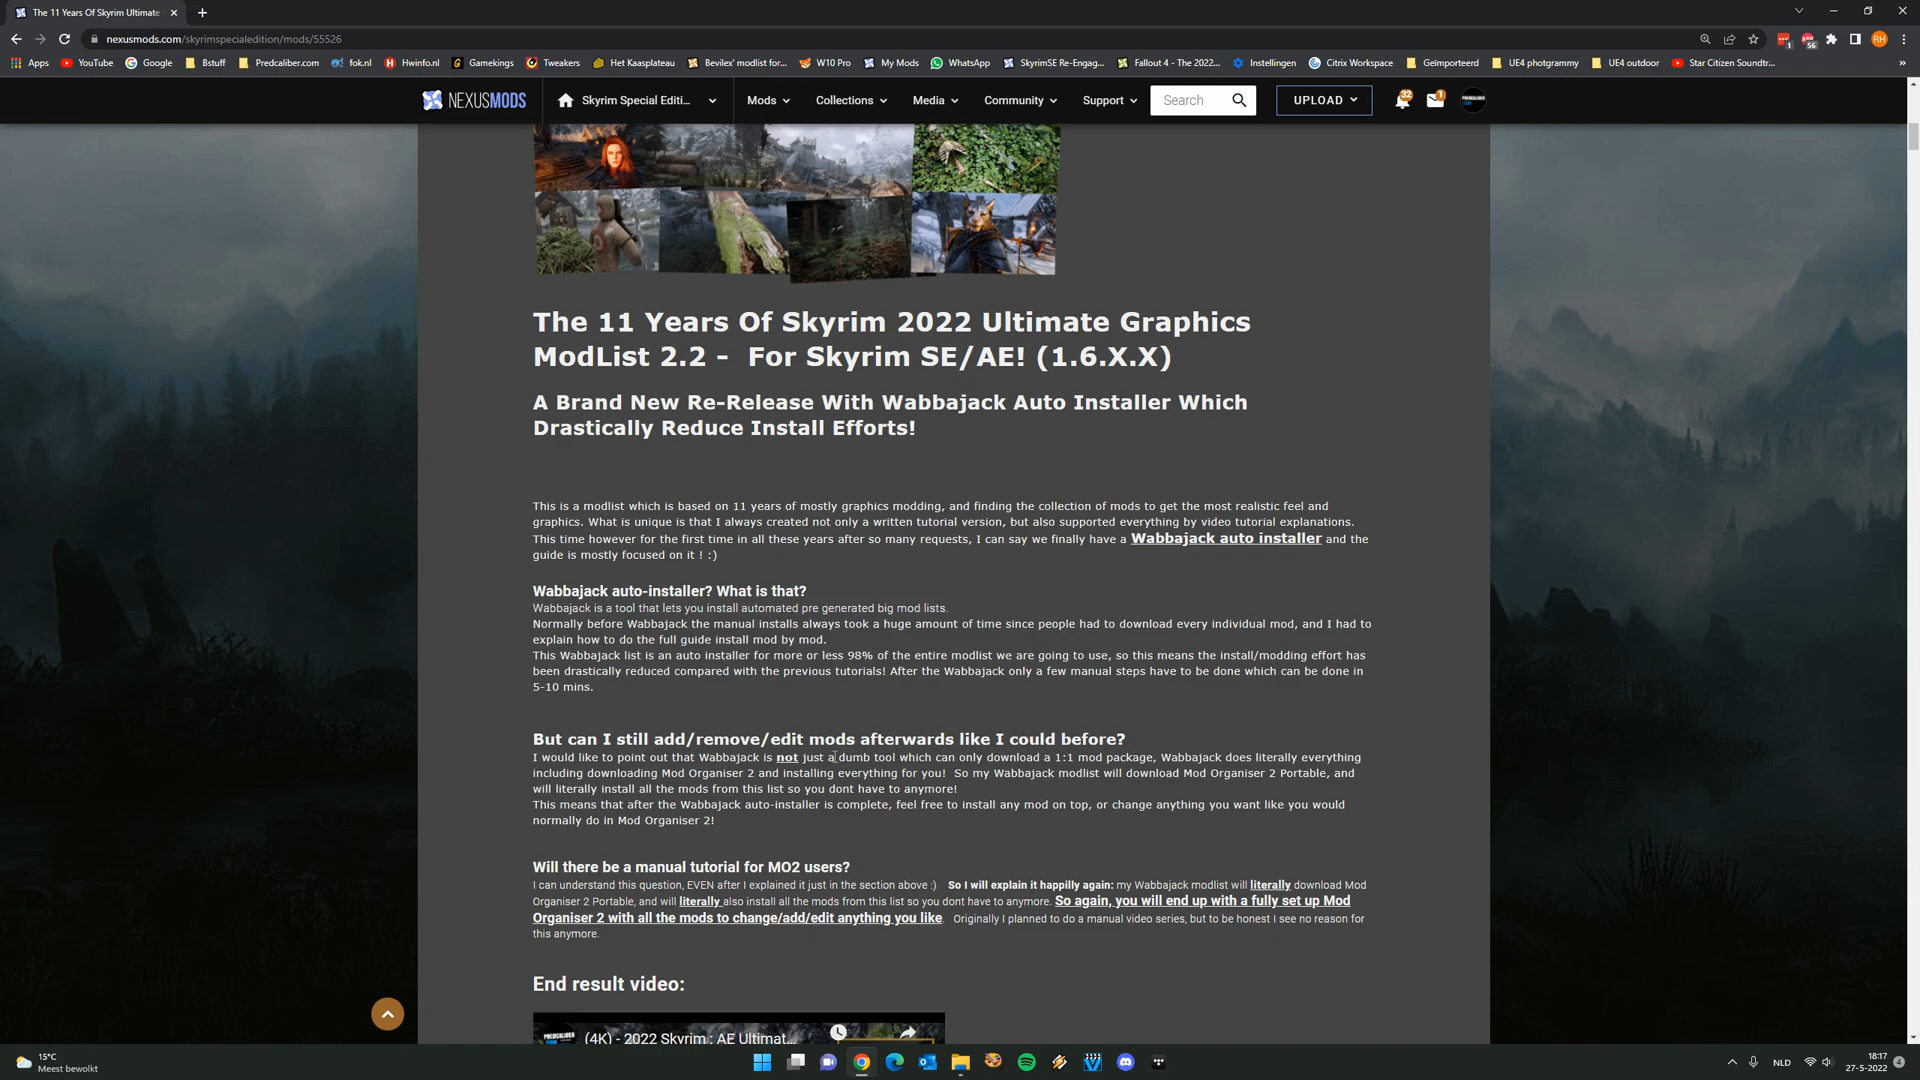 The 11 Years Of Skyrim Ultimate
nexusmods.com/skyrimspecialedition/mods/55526
1
56
RH
Apps
YouTube
Google
Bstuff
Predcaliber.com
fok.nl
Hwinfo.nl
Gamekings
Tweakers
Het Kaasplateau
Bevilex' modlist for...
W10 Pro
My Mods
WhatsApp
SkyrimSE Re-Engag...
Fallout 4 - The 2022...
Instellingen
Citrix Workspace
Geïmporteerd
UE4 photgrammy
UE4 outdoor
Star Citizen Soundtr...
»
NEXUSMODS
Skyrim Special Editi...
Mods
Collections
Media
Community
Support
Search
UPLOAD
32
1
The 11 Years Of Skyrim 2022 Ultimate Graphics
ModList 2.2 - For Skyrim SE/AE! (1.6.X.X)
A Brand New Re-Release With Wabbajack Auto Installer Which
Drastically Reduce Install Efforts!
This is a modlist which is based on 11 years of mostly graphics modding, and finding the collection of mods to get the most realistic feel and
graphics. What is unique is that I always created not only a written tutorial version, but also supported everything by video tutorial explanations.
This time however for the first time in all these years after so many requests, I can say we finally have a Wabbajack auto installer and the
guide is mostly focused on it ! :)
Wabbajack auto-installer? What is that?
Wabbajack is a tool that lets you install automated pre generated big mod lists.
Normally before Wabbajack the manual installs always took a huge amount of time since people had to download every individual mod, and I had to
explain how to do the full guide install mod by mod.
This Wabbajack list is an auto installer for more or less 98% of the entire modlist we are going to use, so this means the install/modding effort has
been drastically reduced compared with the previous tutorials! After the Wabbajack only a few manual steps have to be done which can be done in
5-10 mins.
But can I still add/remove/edit mods afterwards like I could before?
I would like to point out that Wabbajack is not just a dumb tool which can only download a 1:1 mod package, Wabbajack does literally everything
including downloading Mod Organiser 2 and installing everything for you! So my Wabbajack modlist will download Mod Organiser 2 Portable, and
will literally install all the mods from this list so you dont have to anymore!
This means that after the Wabbajack auto-installer is complete, feel free to install any mod on top, or change anything you want like you would
normally do in Mod Organiser 2!
Will there be a manual tutorial for MO2 users?
I can understand this question, EVEN after I explained it just in the section above :) So I will explain it happilly again: my Wabbajack modlist will literally download Mod
Organiser 2 Portable, and will literally also install all the mods from this list so you dont have to anymore. So again, you will end up with a fully set up Mod
Organiser 2 with all the mods to change/add/edit anything you like. Originally I planned to do a manual video series, but to be honest I see no reason for
this anymore.
End result video:
(4K) - 2022 Skyrim : AE Ultimat...
15°C
Meest bewolkt
NLD
18:17
27-5-2022
4